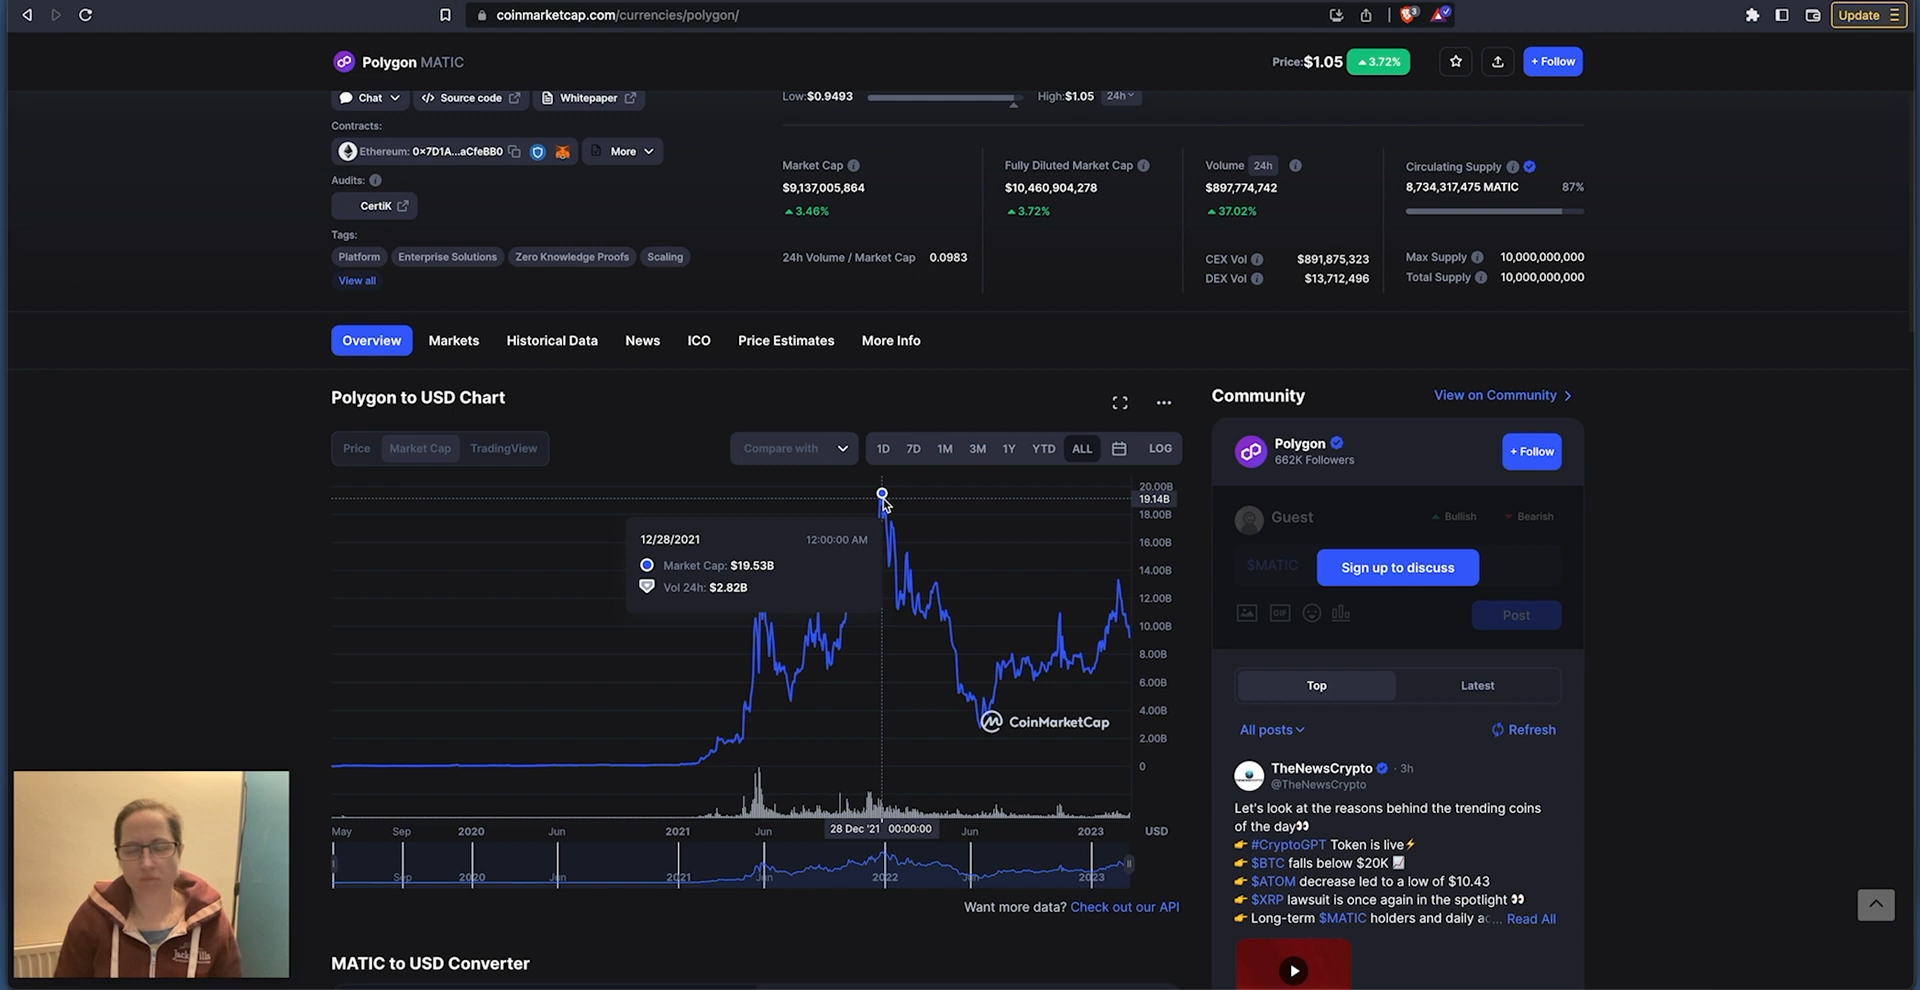 coinmarketcap.com/currencies/polygon/
3
Update
Polygon MATIC
Price:$1.05
3.72%
+ Follow
Chat
Source code
Whitepaper
Low:$0.9493
High:$1.05
24h
Contracts:
Ethereum: 0x7D1A...aCfeBB0
More
Audits:
CertiK
Tags:
Platform
Enterprise Solutions
Zero Knowledge Proofs
Scaling
View all
Market Cap
$9,137,005,864
3.46%
24h Volume / Market Cap 0.0983
Fully Diluted Market Cap
$10,460,904,278
3.72%
Volume 24h
$897,774,742
37.02%
CEX Vol $891,875,323
DEX Vol $13,712,496
Circulating Supply
8,734,317,475 MATIC 87%
Max Supply 10,000,000,000
Total Supply 10,000,000,000
Overview
Markets
Historical Data
News
ICO
Price Estimates
More Info
Polygon to USD Chart
Price
Market Cap
TradingView
Compare with
1D
7D
1M
3M
1Y
YTD
ALL
LOG
20.00B
19.14B
18.00B
16.00B
14.00B
12.00B
10.00B
8.00B
6.00B
4.00B
2.00B
0
12/28/2021 12:00:00 AM
Market Cap: $19.53B
Vol 24h: $2.82B
CoinMarketCap
May
Sep
2020
Jun
2021
Jun
28 Dec '21 00:00:00
Jun
2023
USD
Sep
2020
Jun
2021
Jun
2022
Jun
2023
Want more data? Check out our API
MATIC to USD Converter
Community
View on Community
Polygon
662K Followers
+ Follow
Guest
Bullish
Bearish
$MATIC
Sign up to discuss
GIF
Post
Top
Latest
All posts
Refresh
TheNewsCrypto · 3h
@TheNewsCrypto
Let's look at the reasons behind the trending coins
of the day👀
👉 #CryptoGPT Token is live⚡
👉 $BTC falls below $20K 📈
👉 $ATOM decrease led to a low of $10.43
👉 $XRP lawsuit is once again in the spotlight 👀
👉 Long-term $MATIC holders and daily ac... Read All